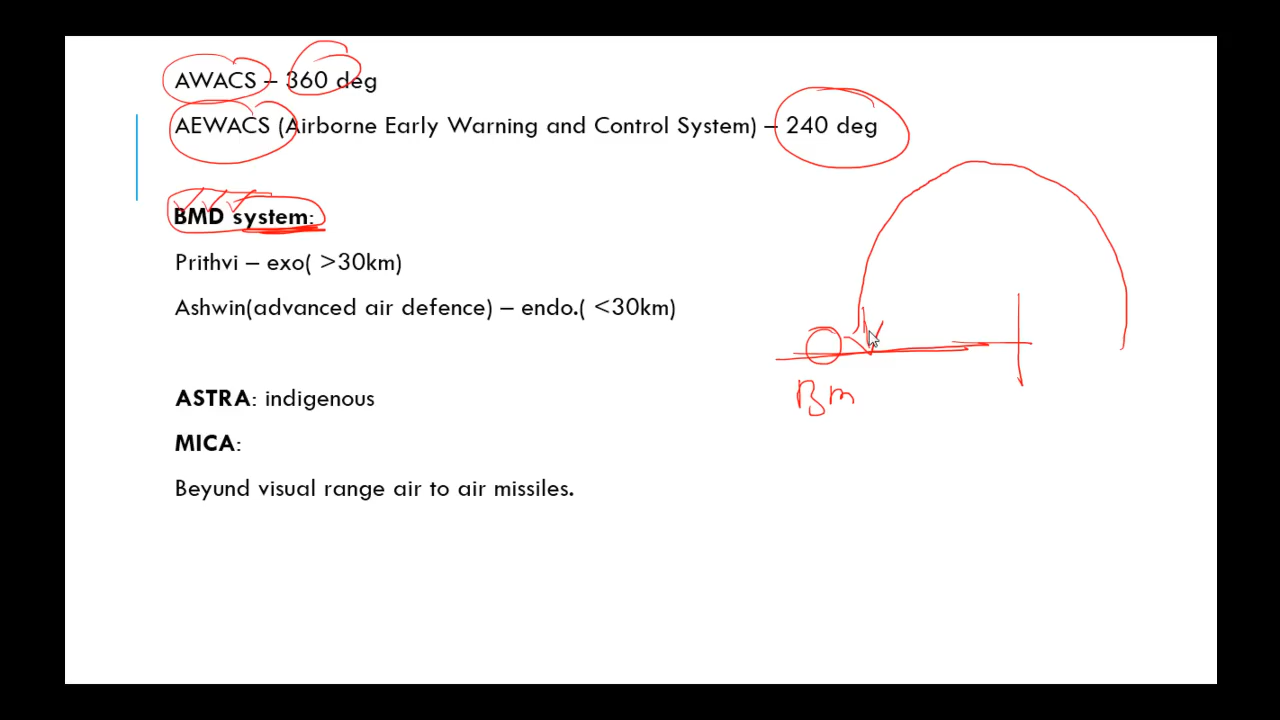 AWACS – 360 deg
AEWACS (Airborne Early Warning and Control System) – 240 deg
BMD system:
Prithvi – exo( >30km)
Ashwin(advanced air defence) – endo.( <30km)
Bm
ASTRA: indigenous
MICA:
Beyund visual range air to air missiles.